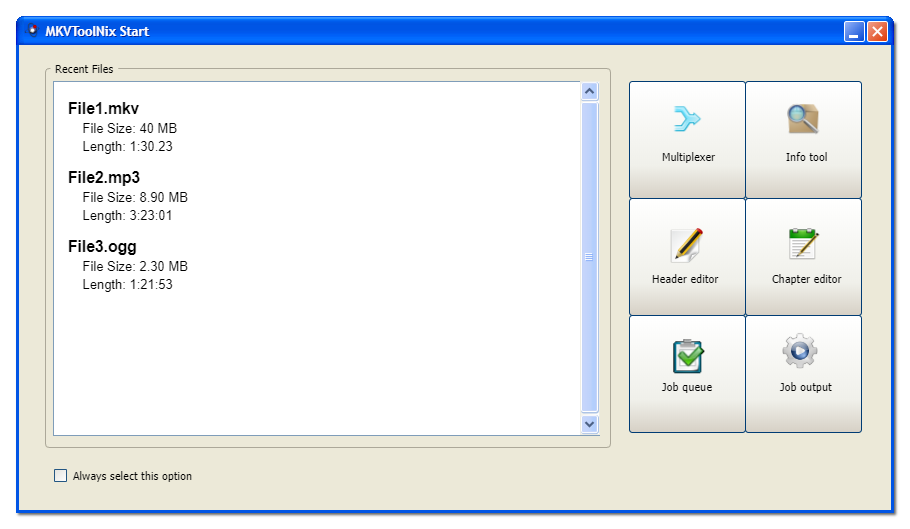 MKVToolNix Start
Recent Files
File1.mkv
File Size: 40 MB
Length: 1:30.23
File2.mp3
File Size: 8.90 MB
Length: 3:23:01
File3.ogg
File Size: 2.30 MB
Length: 1:21:53
Multiplexer
Info tool
Header editor
Chapter editor
Job queue
Job output
Always select this option